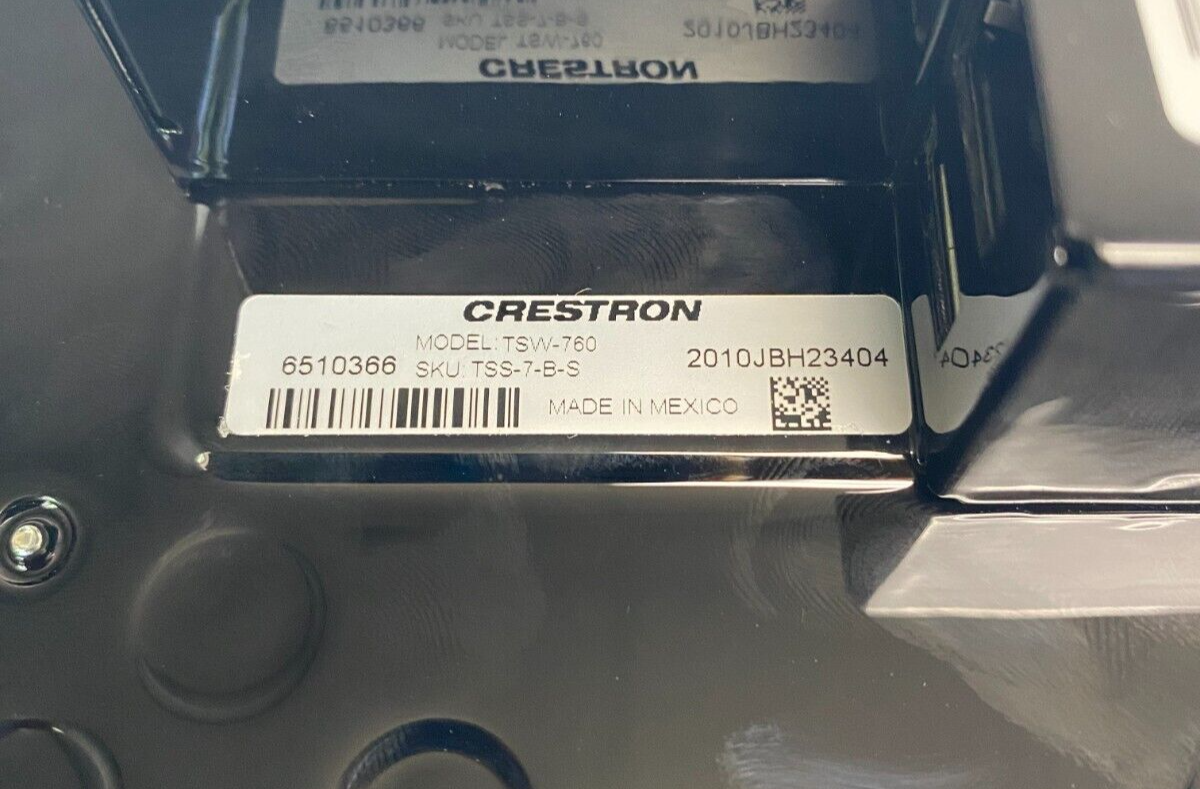 CRESTRON
MODEL: TSW-760
6510366 SKU: TSS-7-B-S 2010JBH23404
MADE IN MEXICO